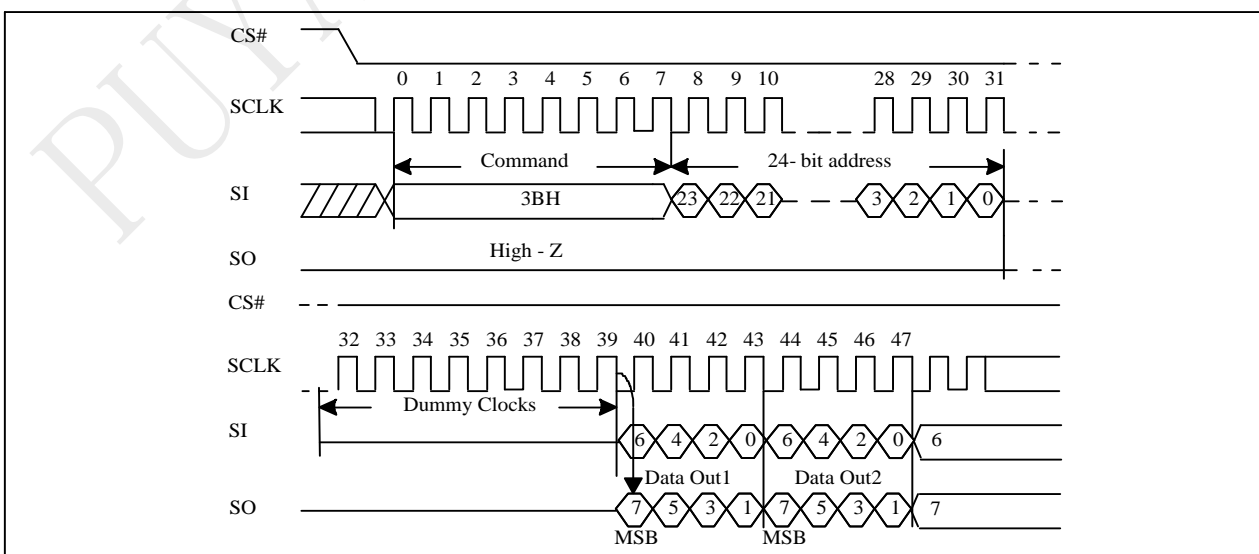 PUYA
CS#
0 1 2 3 4 5 6 7 8 9 10 28 29 30 31
SCLK
Command 24- bit address
SI 3BH 23 22 21 3 2 1 0
High - Z
SO
CS#
32 33 34 35 36 37 38 39 40 41 42 43 44 45 46 47
SCLK
Dummy Clocks
SI 6 4 2 0 6 4 2 0 6
Data Out1 Data Out2
SO 7 5 3 1 7 5 3 1 7
MSB MSB